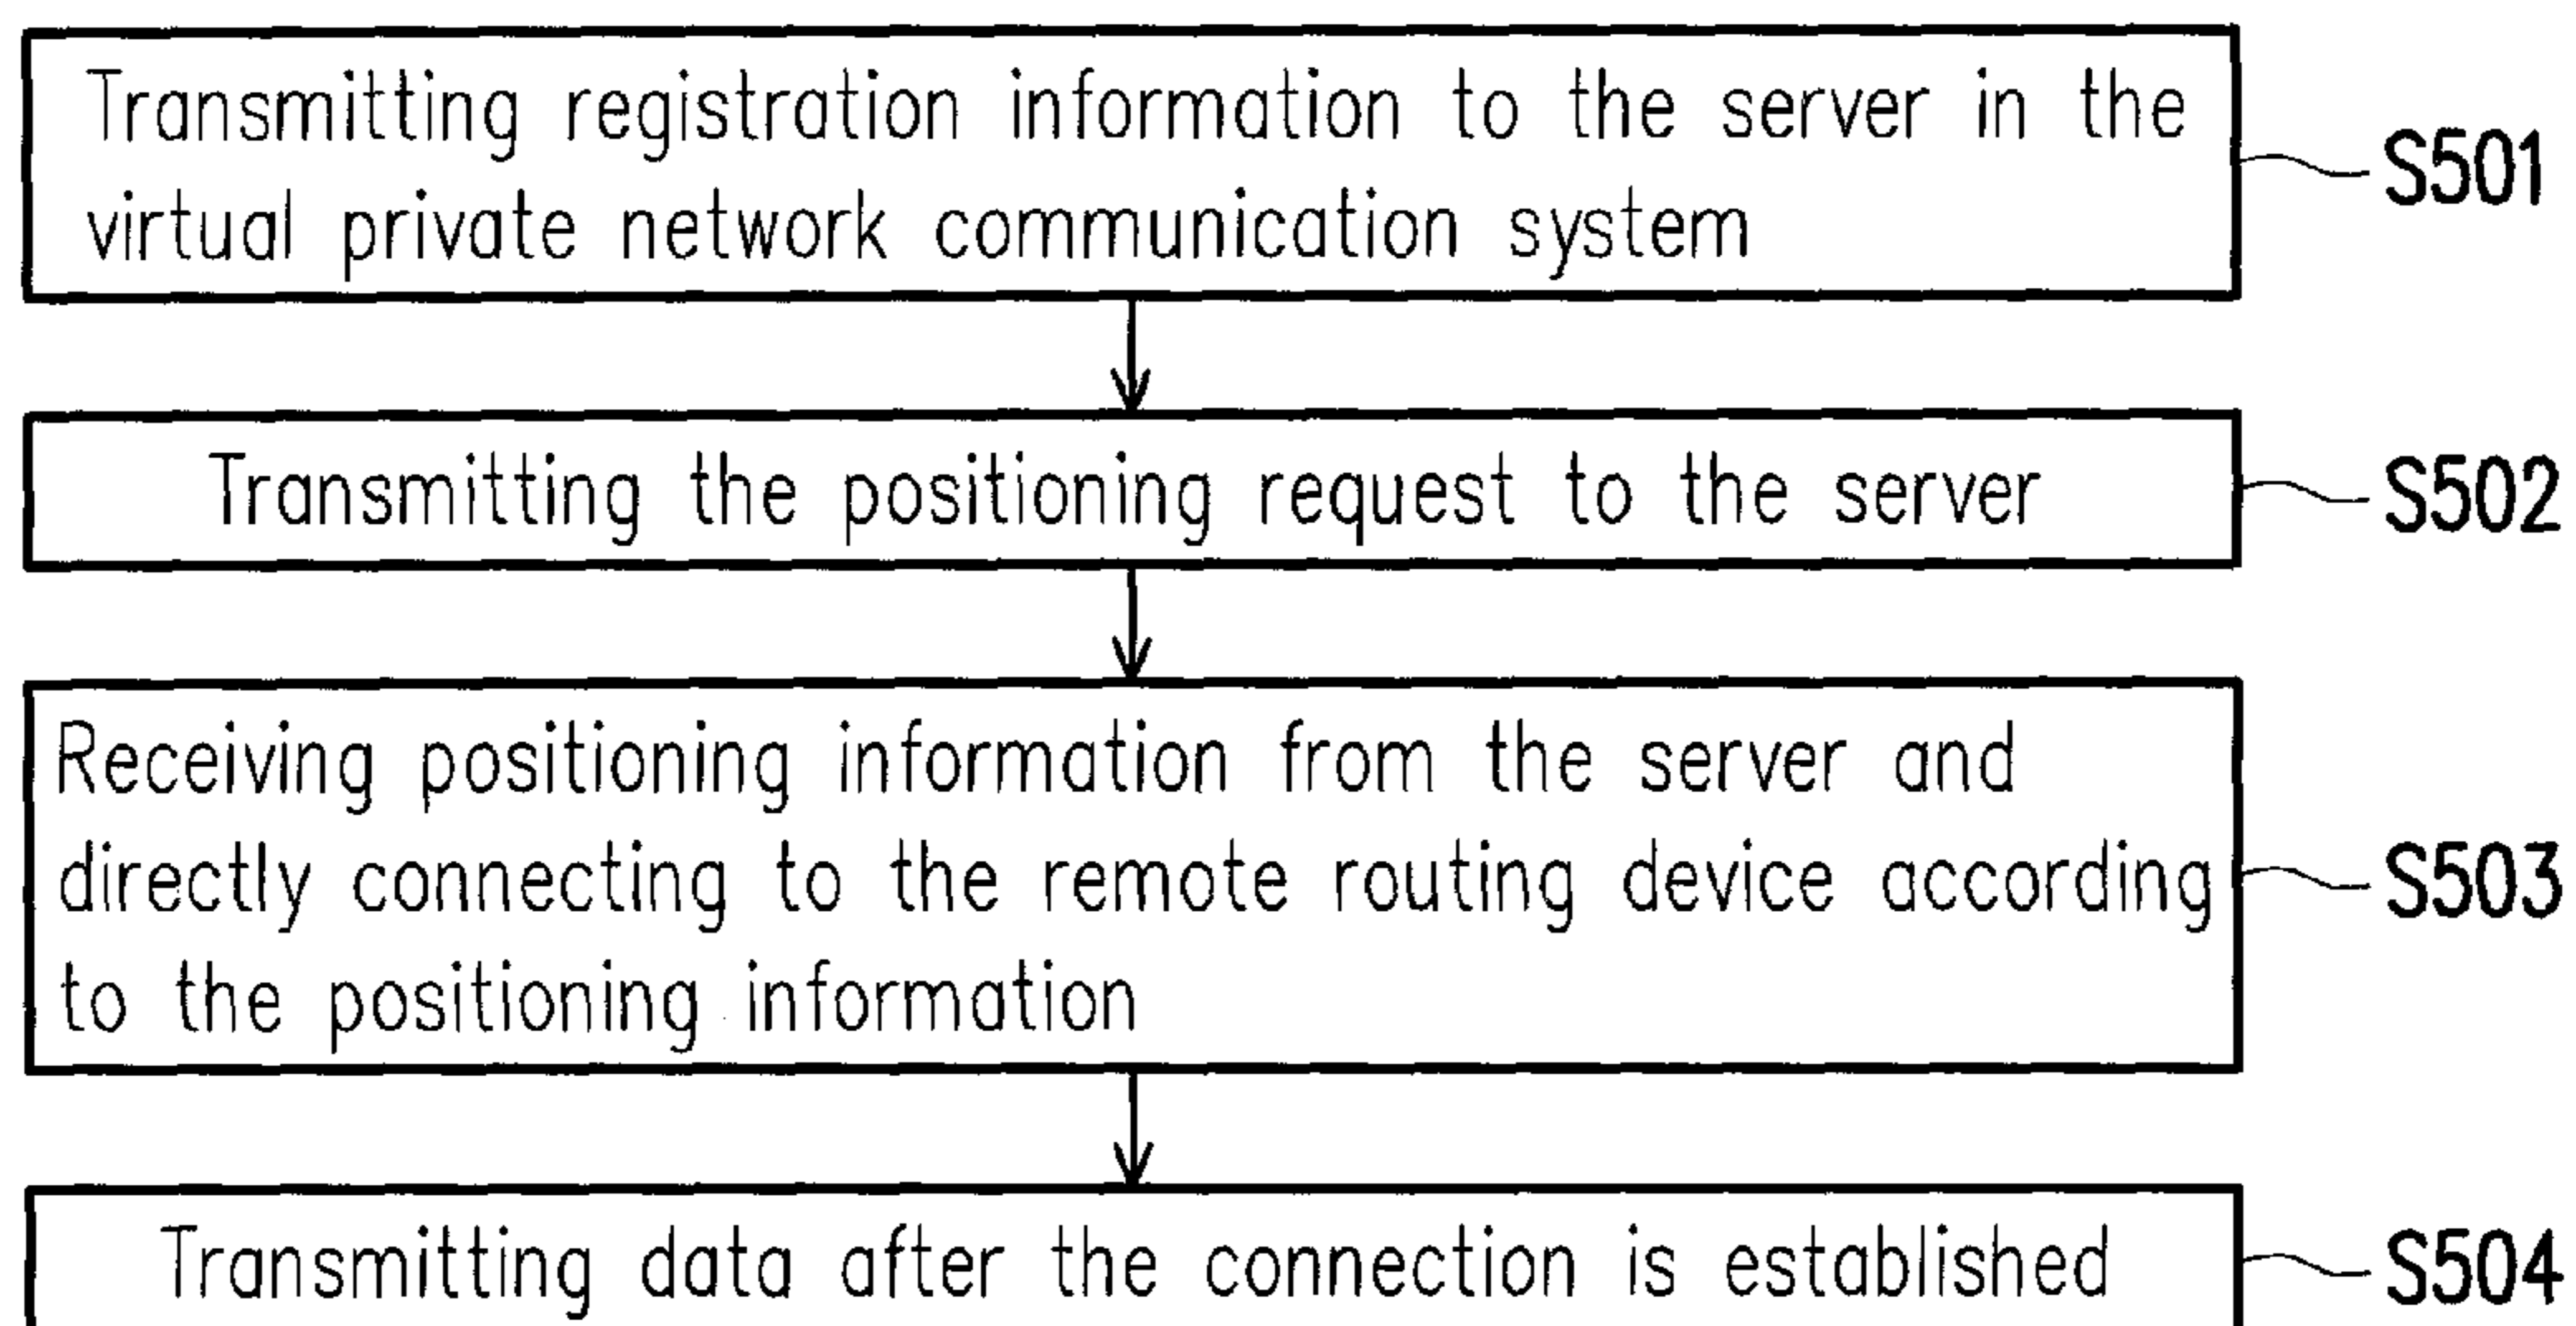 Transmitting registration information to the server in the
virtual private network communication system
S501
Transmitting the positioning request to the server
S502
Receiving positioning information from the server and
directly connecting to the remote routing device according
to the positioning information
S503
Transmitting data after the connection is established
S504